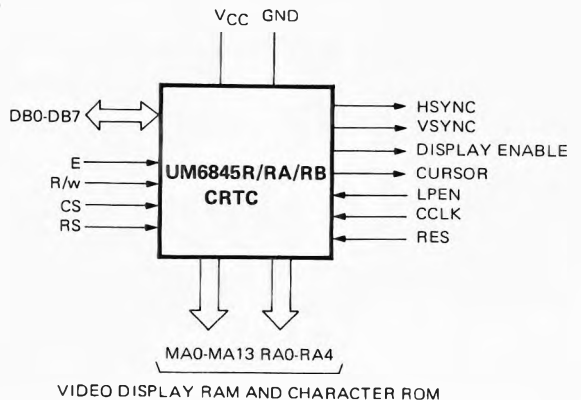 VCC GND
DB0-DB7
E
R/w
CS
RS
UM6845R/RA/RB
CRTC
HSYNC
VSYNC
DISPLAY ENABLE
CURSOR
LPEN
CCLK
RES
MA0-MA13 RA0-RA4
VIDEO DISPLAY RAM AND CHARACTER ROM